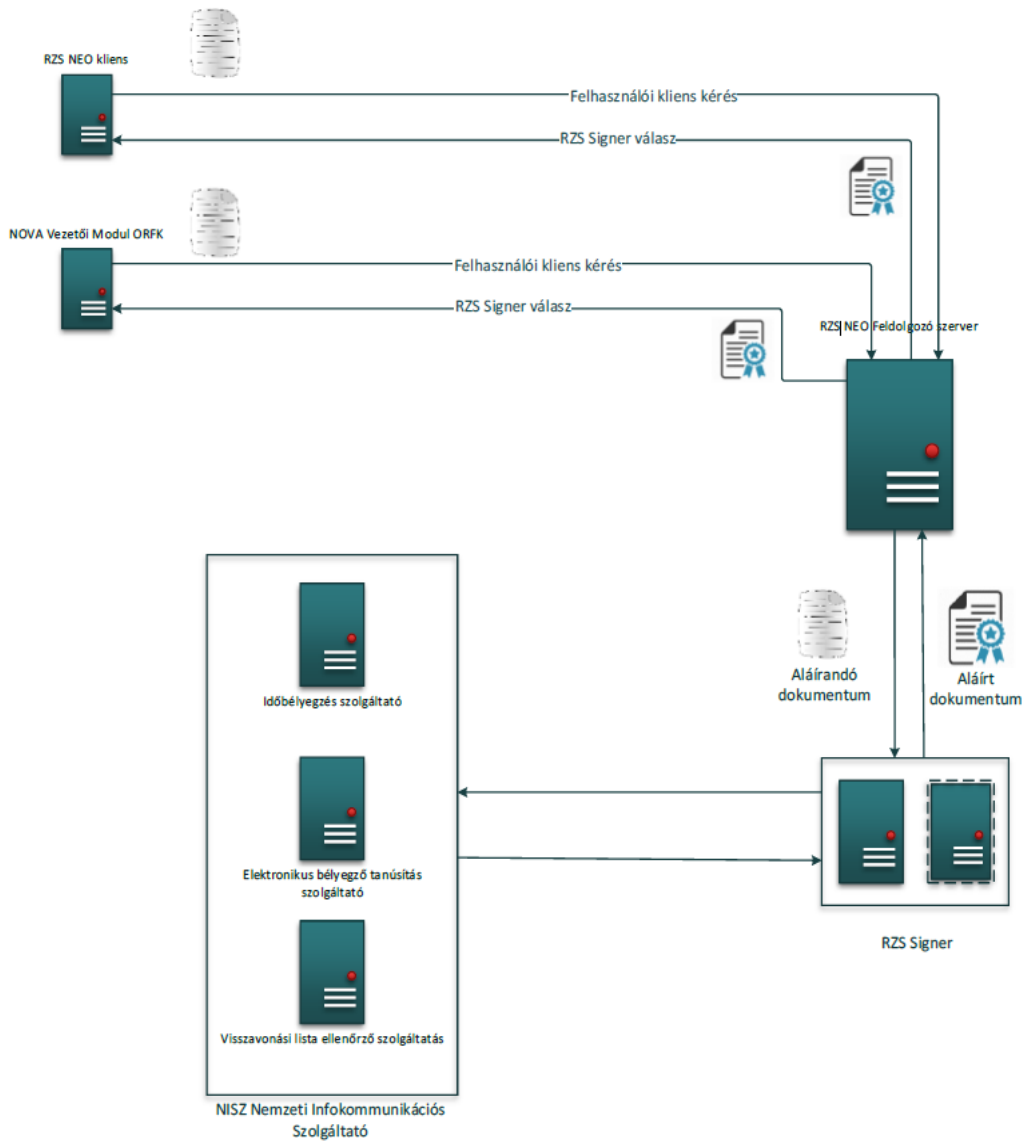 RZS NEO kliens
Felhasználói kliens kérés
RZS Signer válasz
NOVA Vezetői Modul ORFK
Felhasználói kliens kérés
RZS Signer válasz
RZS NEO Feldolgozó szerver
Aláírandó
dokumentum
Aláírt
dokumentum
Időbélyegzés szolgáltató
Elektronikus bélyegző tanúsítás
szolgáltató
Visszavonási lista ellenőrző szolgáltatás
RZS Signer
NISZ Nemzeti Infokommunikációs
Szolgáltató